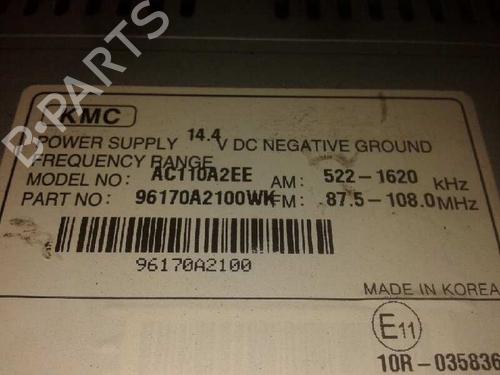 KMC
POWER SUPPLY 14.4 V DC NEGATIVE GROUND
FREQUENCY RANGE
MODEL NO: AC110A2EE AM: 522-1620 kHz
PART NO: 96170A2100WK FM: 87.5-108.0 MHz
96170A2100
MADE IN KOREA
E11
10R-035836
B-PARTS